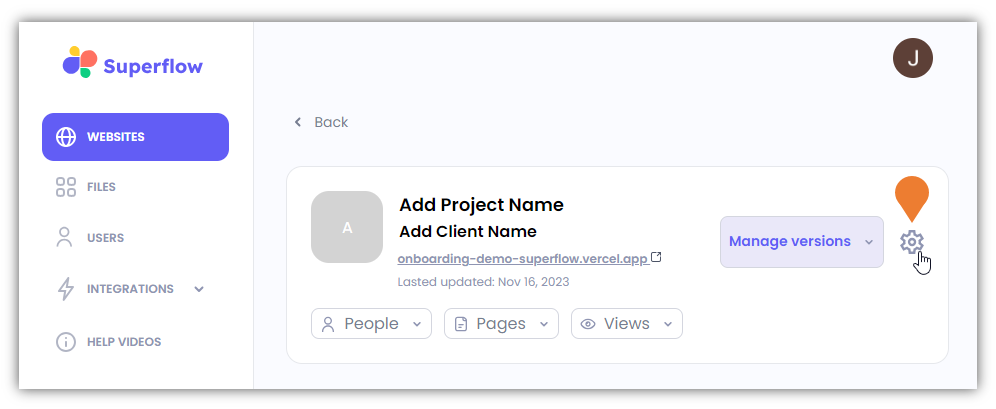 Superflow
WEBSITES
FILES
USERS
INTEGRATIONS
HELP VIDEOS
J
Back
A
Add Project Name
Add Client Name
onboarding-demo-superflow.vercel.app
Last updated: Nov 16, 2023
Manage versions
People
Pages
Views